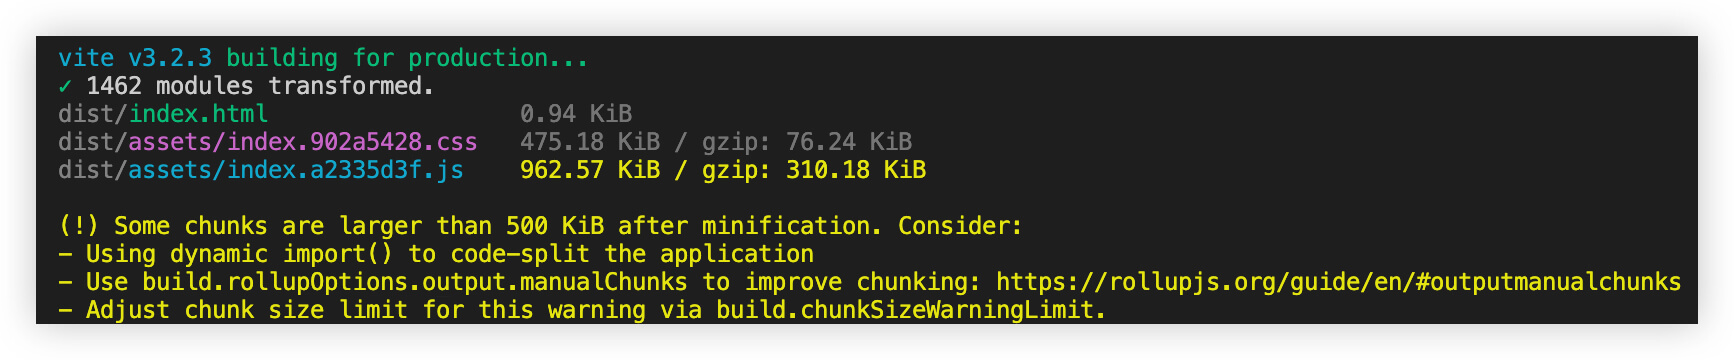 vite v3.2.3 building for production...
✓ 1462 modules transformed.
dist/index.html 0.94 KiB
dist/assets/index.902a5428.css 475.18 KiB / gzip: 76.24 KiB
dist/assets/index.a2335d3f.js 962.57 KiB / gzip: 310.18 KiB
(!) Some chunks are larger than 500 KiB after minification. Consider:
- Using dynamic import() to code-split the application
- Use build.rollupOptions.output.manualChunks to improve chunking: https://rollupjs.org/guide/en/#outputmanualchunks
- Adjust chunk size limit for this warning via build.chunkSizeWarningLimit.